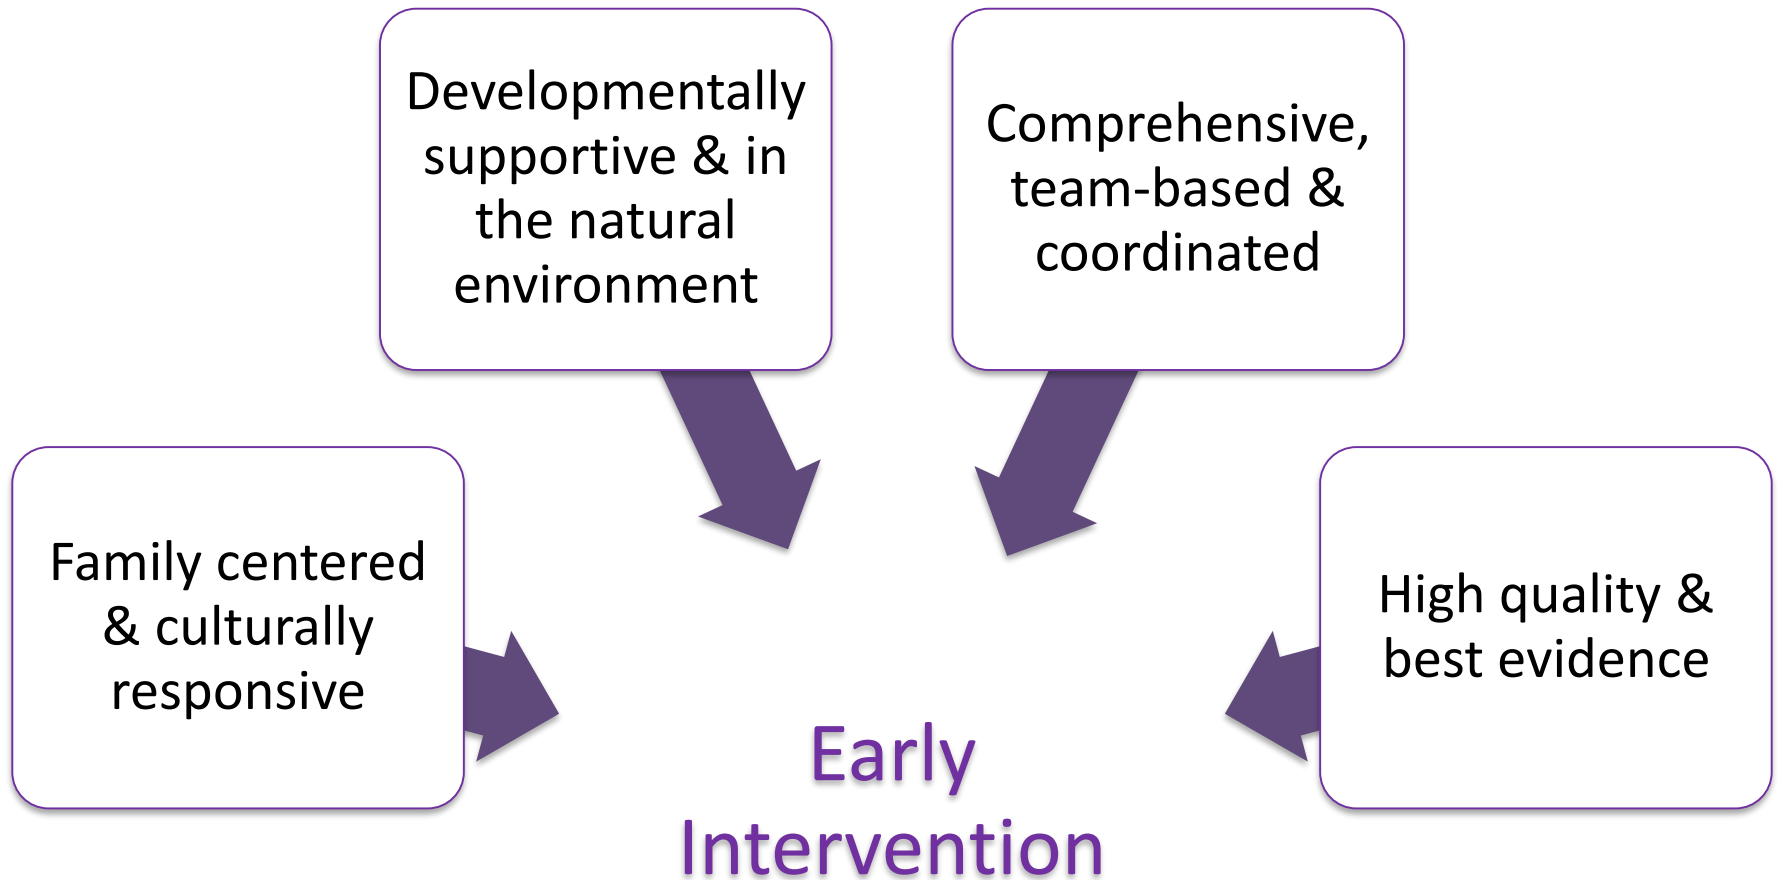 Developmentally
supportive & in
the natural
environment
Comprehensive,
team-based &
coordinated
Family centered
& culturally
responsive
High quality &
best evidence
Early
Intervention